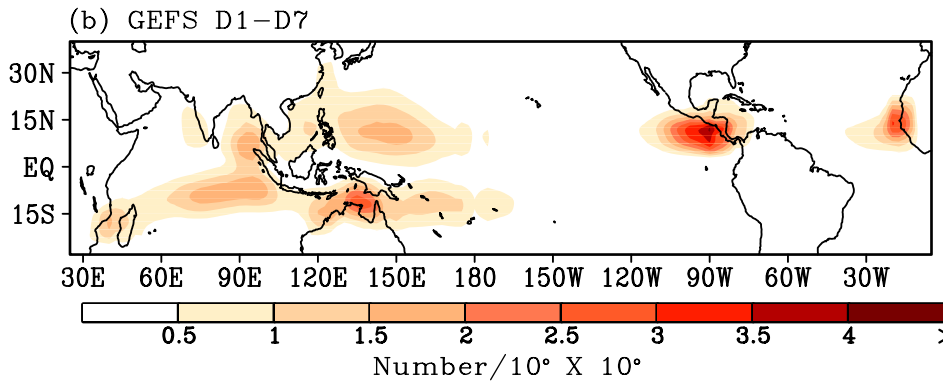 (b) GEFS D1-D7
30N
15N
EQ
15S
30E 60E 90E 120E 150E 180 150W 120W 90W 60W 30W
0.5 1 1.5 2 2.5 3 3.5 4 >
Number/10° X 10°